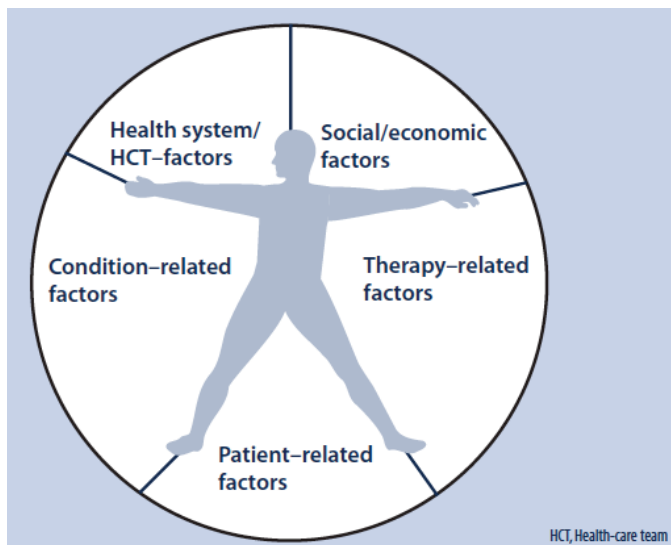 Health system/
HCT–factors
Social/economic
factors
Condition–related
factors
Therapy–related
factors
Patient–related
factors
HCT, Health-care team